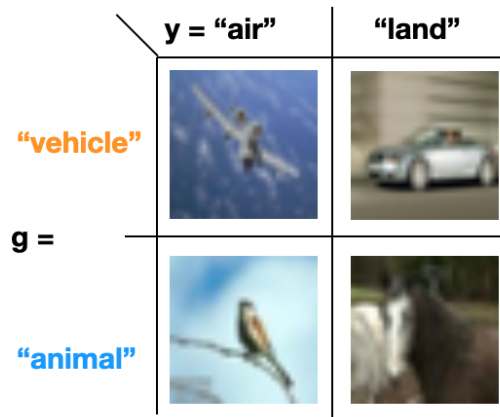 y = “air”
“land”
“vehicle”
g =
“animal”